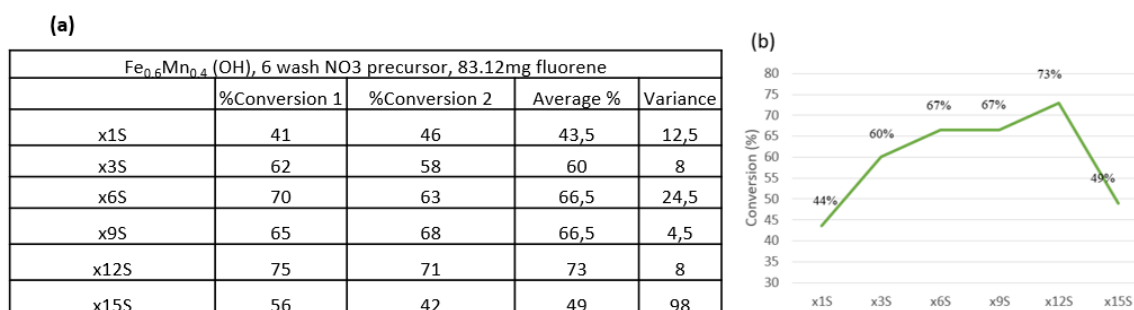 (a)
Fe0.6Mn0.4 (OH), 6 wash NO3 precursor, 83.12mg fluorene
%Conversion 1 %Conversion 2 Average % Variance
x1S 41 46 43,5 12,5
x3S 62 58 60 8
x6S 70 63 66,5 24,5
x9S 65 68 66,5 4,5
x12S 75 71 73 8
x15S 56 42 49 98
(b)
Conversion (%)
80
75
70
65
60
55
50
45
40
35
30
44%
60%
67%
67%
73%
49%
x1S x3S x6S x9S x12S x15S